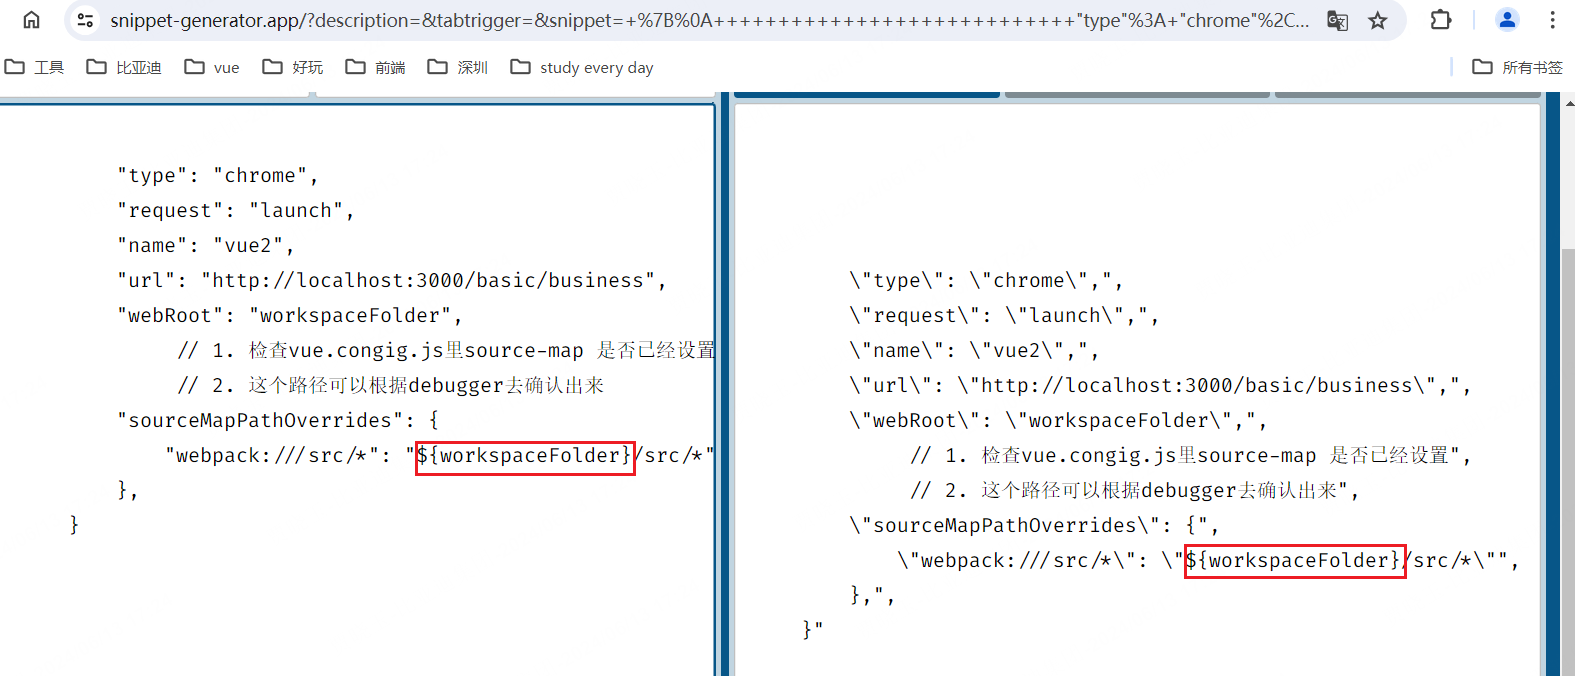 snippet-generator.app/?description=&tabtrigger=&snippet=+%7B%0A++++++++++++++++++++++++++++"type"%3A+"chrome"%2C...
工具 比亚迪 vue 好玩 前端 深圳 study every day 所有书签
"type": "chrome",
"request": "launch",
"name": "vue2",
"url": "http://localhost:3000/basic/business",
"webRoot": "workspaceFolder",
// 1. 检查vue.congig.js里source-map 是否已经设置
// 2. 这个路径可以根据debugger去确认出来
"sourceMapPathOverrides": {
"webpack:///src/*": "${workspaceFolder}/src/*"
},
}
\"type\": \"chrome\",",
\"request\": \"launch\",",
\"name\": \"vue2\",",
\"url\": \"http://localhost:3000/basic/business\",",
\"webRoot\": \"workspaceFolder\",",
// 1. 检查vue.congig.js里source-map 是否已经设置",
// 2. 这个路径可以根据debugger去确认出来",
\"sourceMapPathOverrides\": {",
\"webpack:///src/*\": \"${workspaceFolder}/src/*\"",
},",
}"